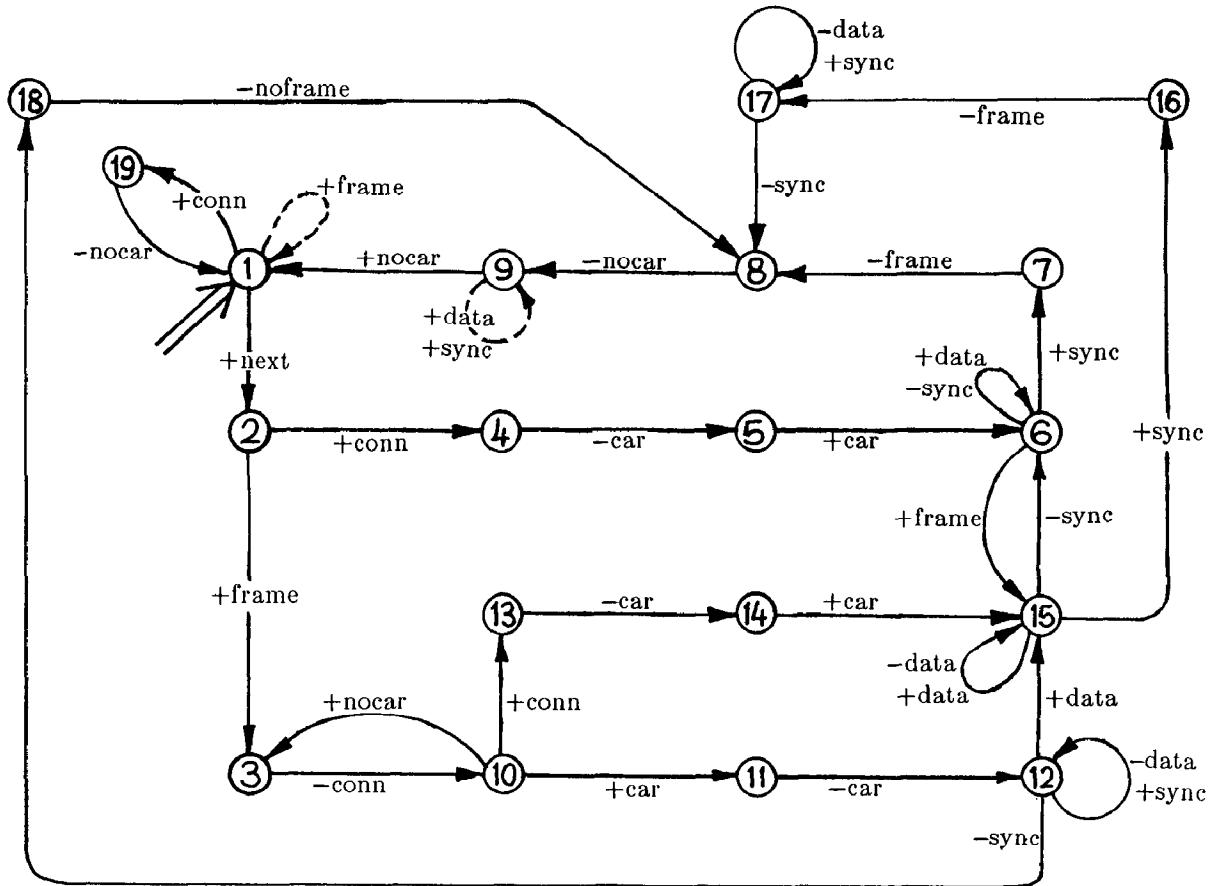 –data
+sync
18
–noframe
17
16
–frame
19
+conn
+frame
–sync
–nocar
1
+nocar
9
–nocar
8
–frame
7
+data
+sync
+next
+data
–sync
+sync
2
+conn
4
–car
5
+car
6
+sync
+frame
–sync
+frame
13
–car
14
+car
15
–data
+data
+nocar
+conn
+data
3
–conn
10
+car
11
–car
12
–data
+sync
–sync